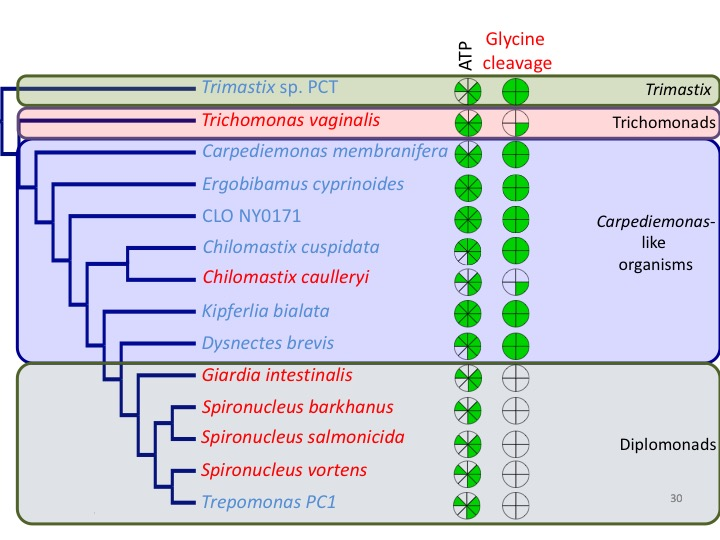 ATP
Glycine
cleavage
Trimastix sp. PCT
Trimastix
Trichomonas vaginalis
Trichomonads
Carpediemonas membranifera
Ergobibamus cyprinoides
CLO NY0171
Carpediemonas-
like
organisms
Chilomastix cuspidata
Chilomastix caulleryi
Kipferlia bialata
Dysnectes brevis
Giardia intestinalis
Spironucleus barkhanus
Spironucleus salmonicida
Diplomonads
Spironucleus vortens
Trepomonas PC1
30